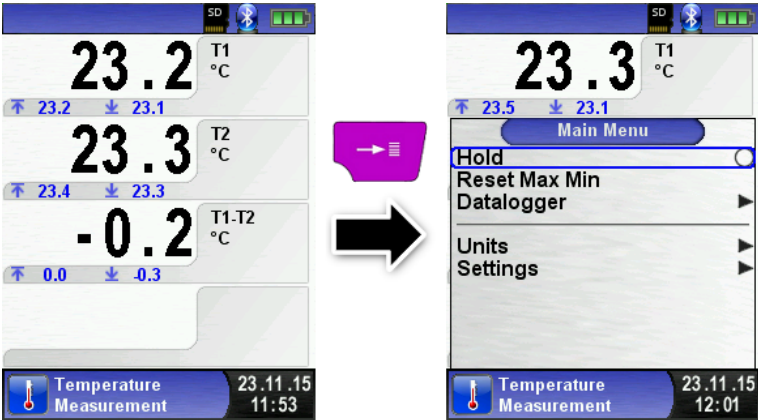 SD
23.2 T1
°C
23.2 23.1
23.3 T2
°C
23.4 23.3
-0.2 T1-T2
°C
0.0 -0.3
Temperature
Measurement
23.11.15
11:53
SD
23.3 T1
°C
23.5 23.1
Main Menu
Hold
Reset Max Min
Datalogger
Units
Settings
Temperature
Measurement
23.11.15
12:01